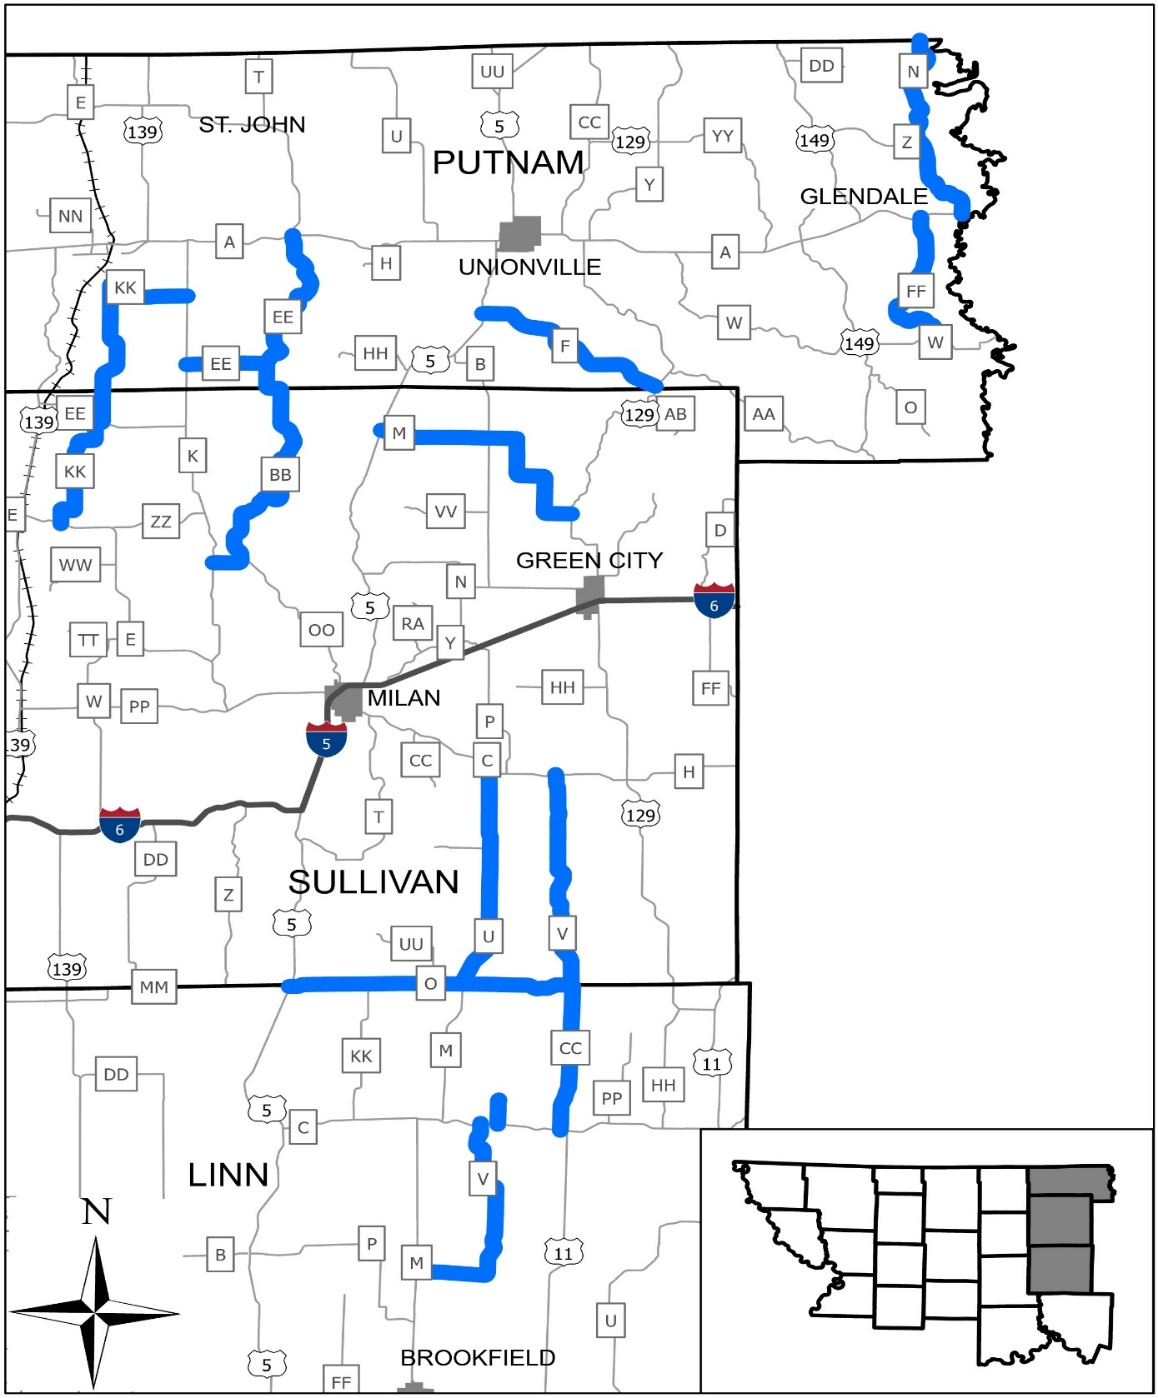 N
UU
DD
T
E
139
ST. JOHN
U
5
CC
129
YY
149
Z
PUTNAM
Y
GLENDALE
NN
A
H
UNIONVILLE
A
KK
FF
EE
W
F
149
W
HH
5
B
EE
139
EE
M
129
AB
AA
O
K
KK
BB
E
ZZ
VV
D
WW
GREEN CITY
N
5
6
OO
RA
TT
E
Y
W
PP
MILAN
HH
FF
P
139
5
CC
C
H
6
T
129
DD
SULLIVAN
Z
5
UU
U
V
139
MM
O
KK
M
CC
11
DD
PP
HH
5
C
LINN
V
N
B
P
M
11
U
BROOKFIELD
5
FF